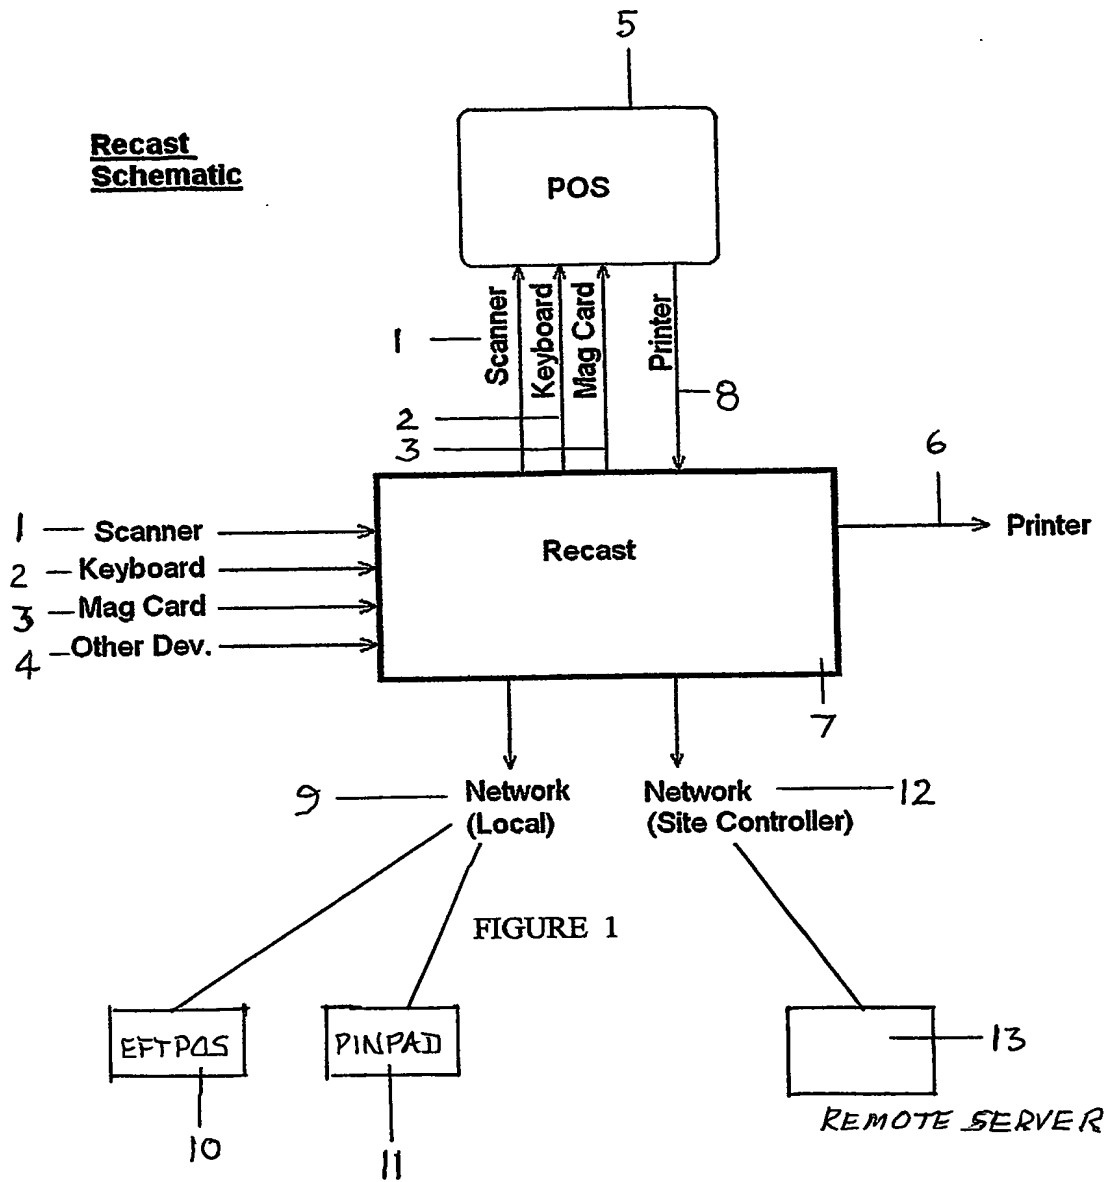 5
Recast
Schematic
POS
1
Scanner
Keyboard
Mag Card
Printer
8
2
3
6
1 Scanner
Recast
Printer
2 Keyboard
3 Mag Card
4 Other Dev.
7
9
Network
(Local)
Network
(Site Controller)
12
FIGURE 1
EFTPOS
PINPAD
13
REMOTE SERVER
10
11